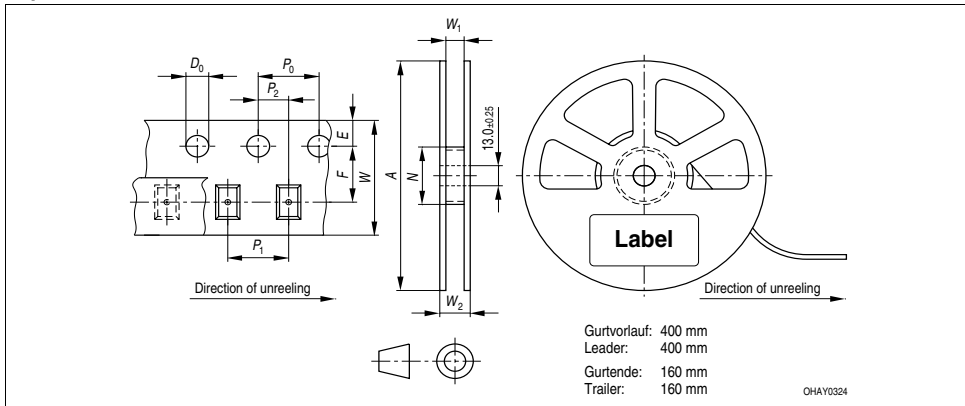 W1
D0
P0
P2
E
F
W
A
N
13.0±0.25
P1
W2
Label
Direction of unreeling
Direction of unreeling
Gurtvorlauf: 400 mm
Leader: 400 mm
Gurtende: 160 mm
Trailer: 160 mm
OHAY0324